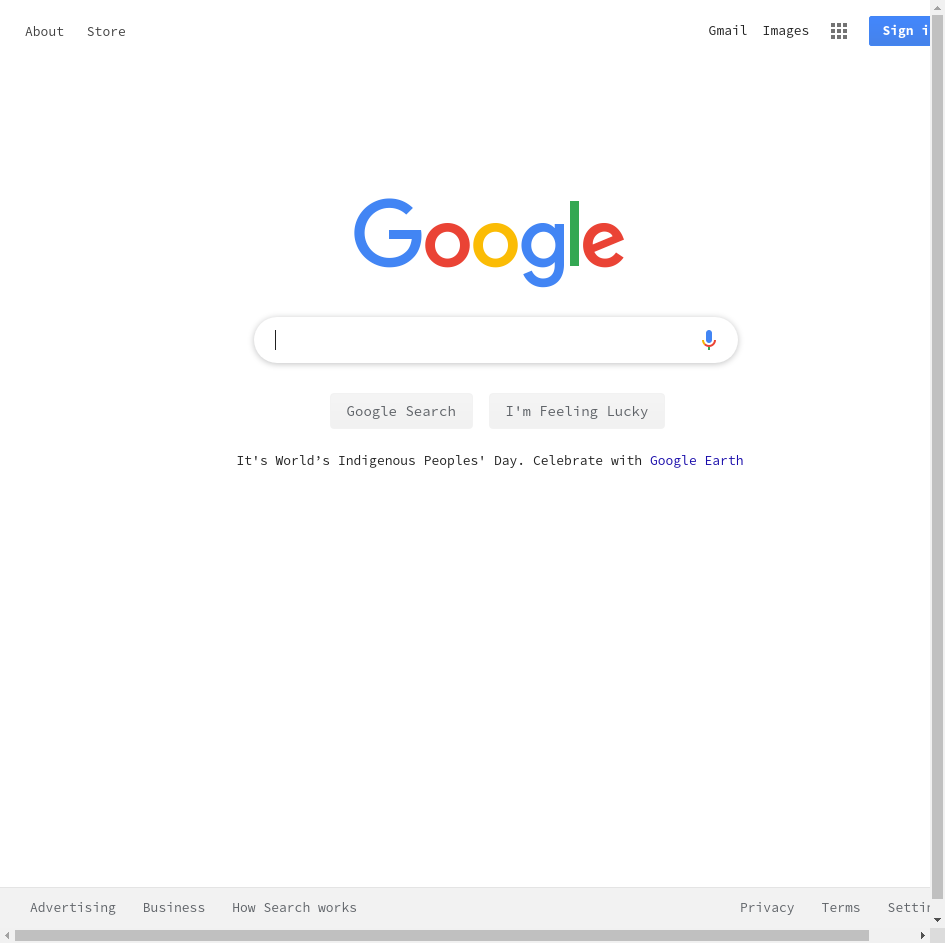 About Store Gmail Images Sign i
Google
Google Search I'm Feeling Lucky
It's World’s Indigenous Peoples' Day. Celebrate with Google Earth
Advertising Business How Search works Privacy Terms Settin